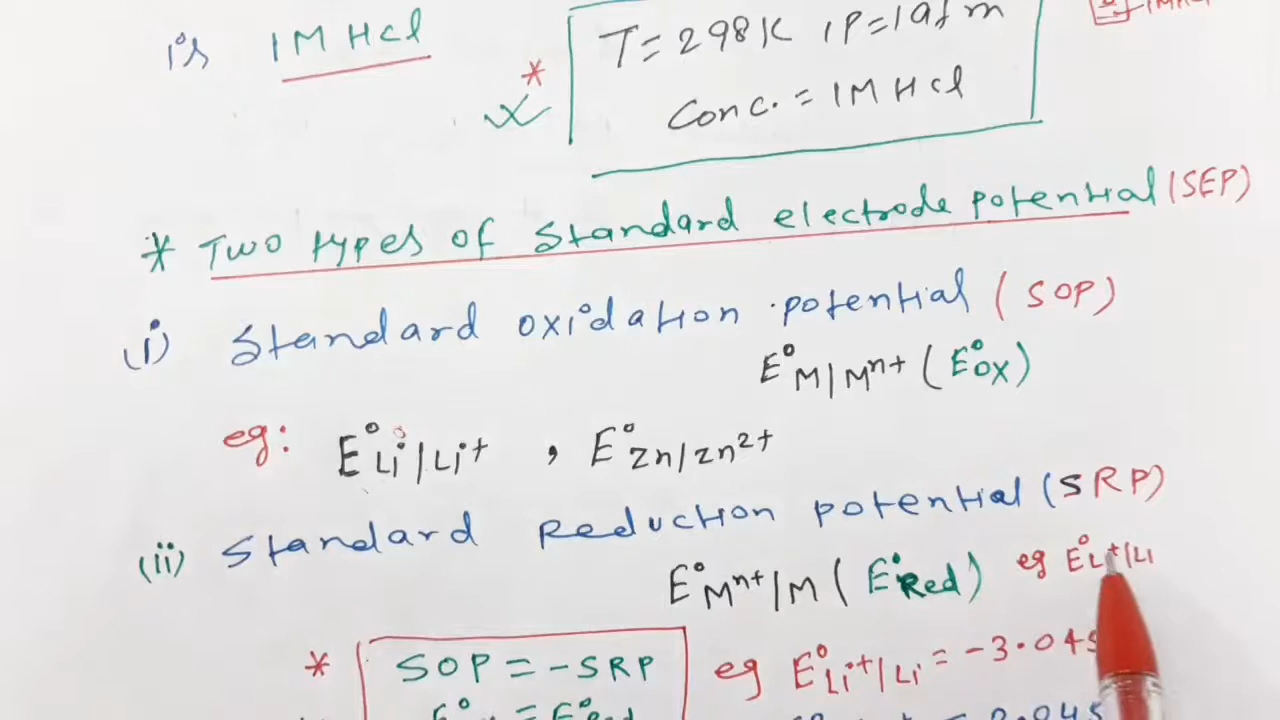 is 1M HCl
T = 298K, P = 1 atm
Conc. = 1M HCl
* Two types of standard electrode potential (SEP)
(i) Standard oxidation potential (SOP)
E°M/Mⁿ⁺ (E°ox)
eg: E°Li/Li⁺ , E°Zn/Zn²⁺
(ii) Standard Reduction potential (SRP)
E°Mⁿ⁺/M (E°Red) eg E°Li⁺/Li
* SOP = -SRP eg E°Li⁺/Li = -3.045